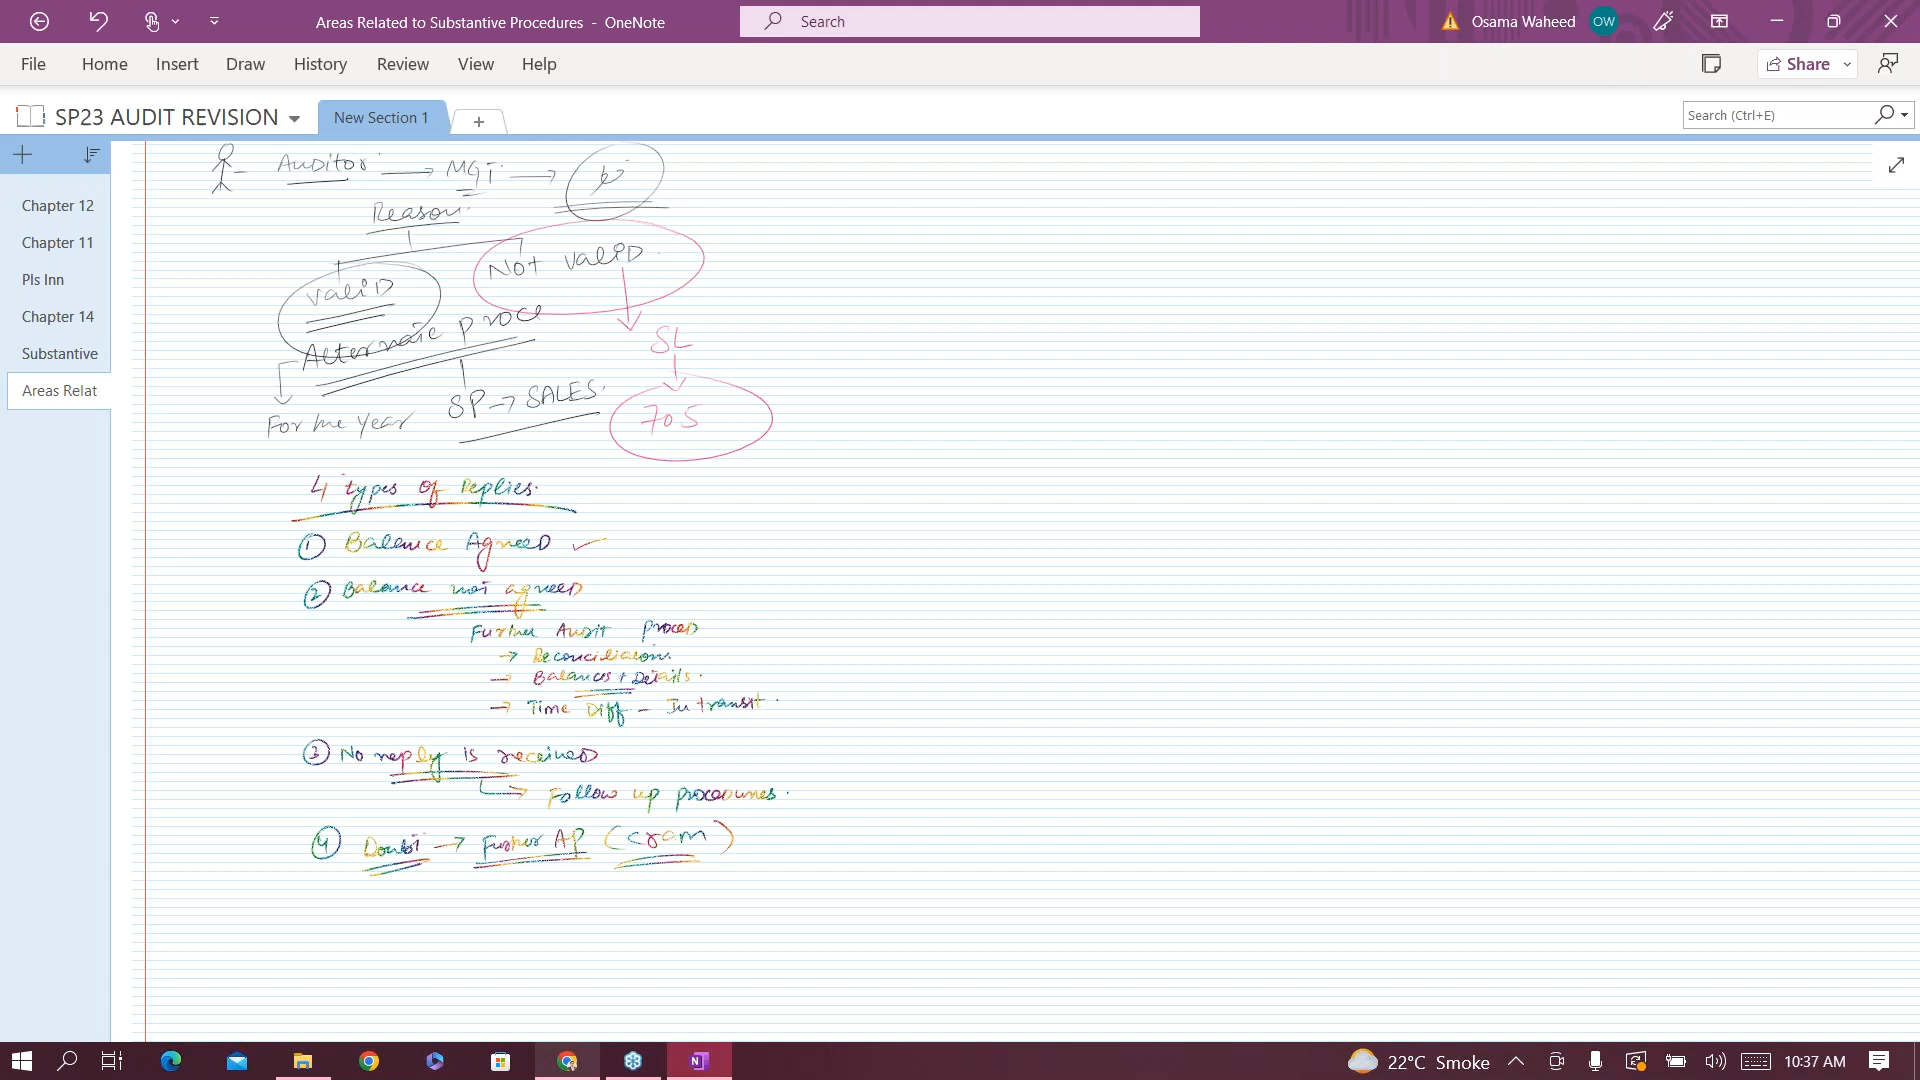 Areas Related to Substantive Procedures - OneNote
Search
Osama Waheed
OW
File Home Insert Draw History Review View Help
Share
SP23 AUDIT REVISION
New Section 1
Search (Ctrl+E)
Chapter 12
Chapter 11
PIs Inn
Chapter 14
Substantive
Areas Relat
Auditor → MGT →
Reason
Valid
Not valid
Alternate Proce
SL
705
For the Year
SP → SALES.
4 types of Replies.
① Balance Agreed ✓
② Balance not agreed
Further Audit Proced
→ Reconciliation.
→ Balances + Details.
→ Time Diff - In transit.
③ No reply is received
Follow up procedures.
④ Doubt → Further AP (cram)
22°C Smoke
10:37 AM